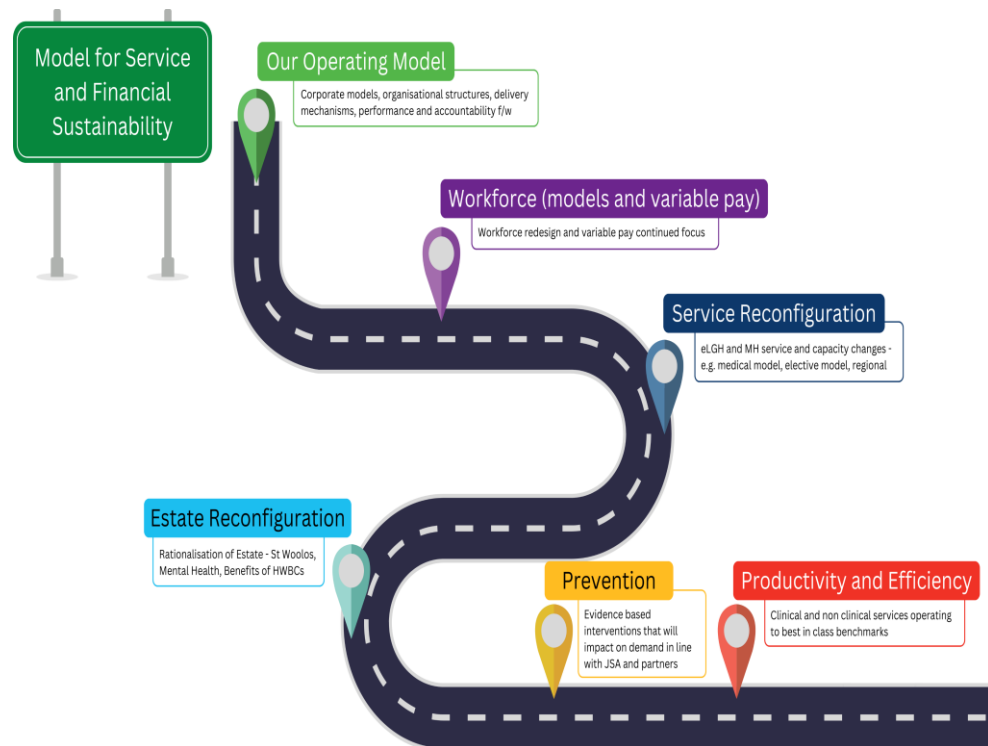 Model for Service
and Financial
Sustainability
Our Operating Model
Corporate models, organisational structures, delivery
mechanisms, performance and accountability f/w
Workforce (models and variable pay)
Workforce redesign and variable pay continued focus
Service Reconfiguration
eLGH and MH service and capacity changes -
e.g. medical model, elective model, regional
Estate Reconfiguration
Rationalisation of Estate - St Woolos,
Mental Health, Benefits of HWBCs
Prevention
Evidence based
interventions that will
impact on demand in line
with JSA and partners
Productivity and Efficiency
Clinical and non clinical services operating
to best in class benchmarks